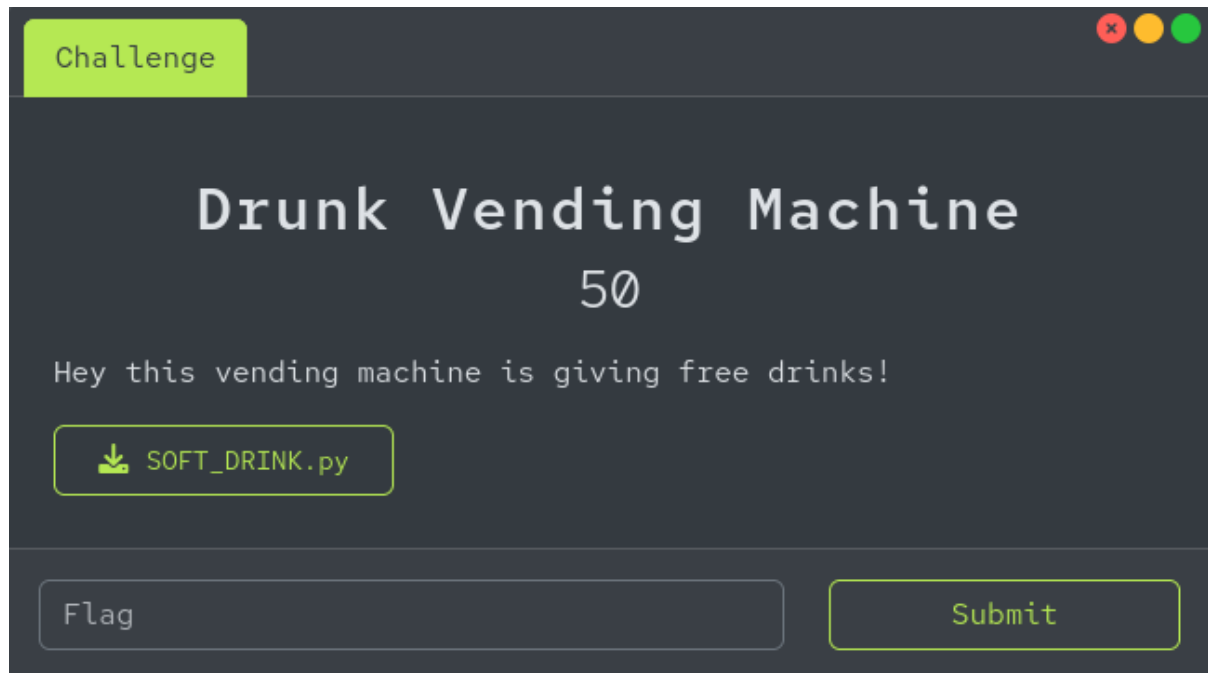 Challenge
Drunk Vending Machine
50
Hey this vending machine is giving free drinks!
SOFT_DRINK.py
Flag
Submit